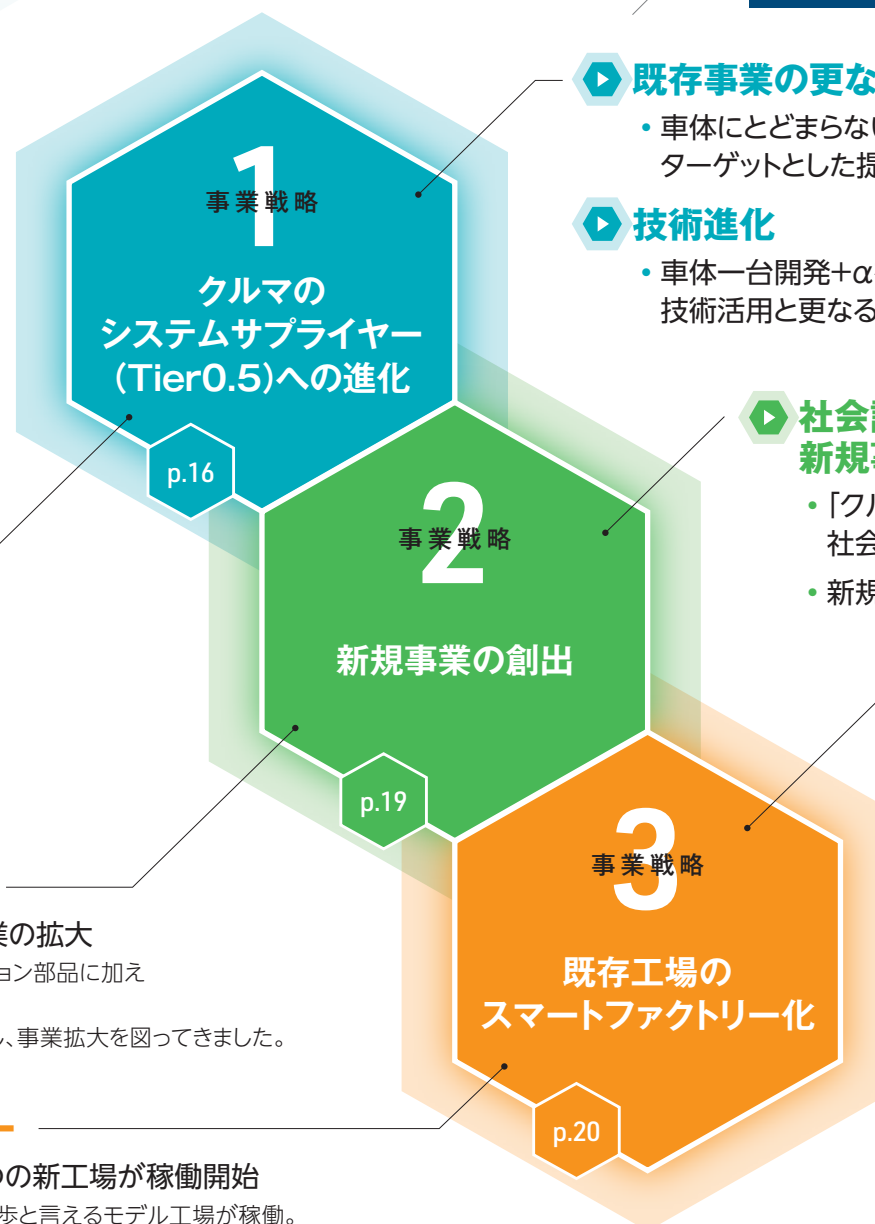 事業戦略
1
クルマの
システムサプライヤー
(Tier0.5)への進化
p.16
既存事業の更な
• 車体にとどまらな
ターゲットとした提
技術進化
• 車体一台開発+α
技術活用と更なる
事業戦略
2
新規事業の創出
p.19
社会
新規
• 「クル
社会
• 新規
事業戦略
3
既存工場の
スマートファクトリー化
p.20
業の拡大
ョン部品に加え
し、事業拡大を図ってきました。
の新工場が稼働開始
歩と言えるモデル工場が稼働。